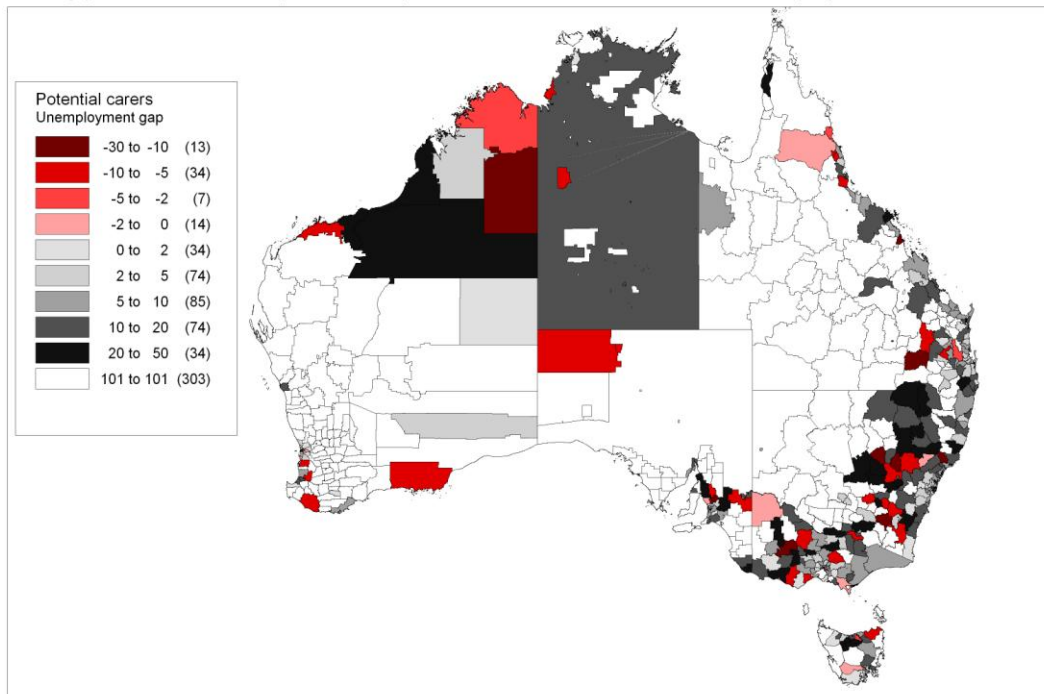 Potential carers
Unemployment gap
-30 to -10 (13)
-10 to -5 (34)
-5 to -2 (7)
-2 to 0 (14)
0 to 2 (34)
2 to 5 (74)
5 to 10 (85)
10 to 20 (74)
20 to 50 (34)
101 to 101 (303)